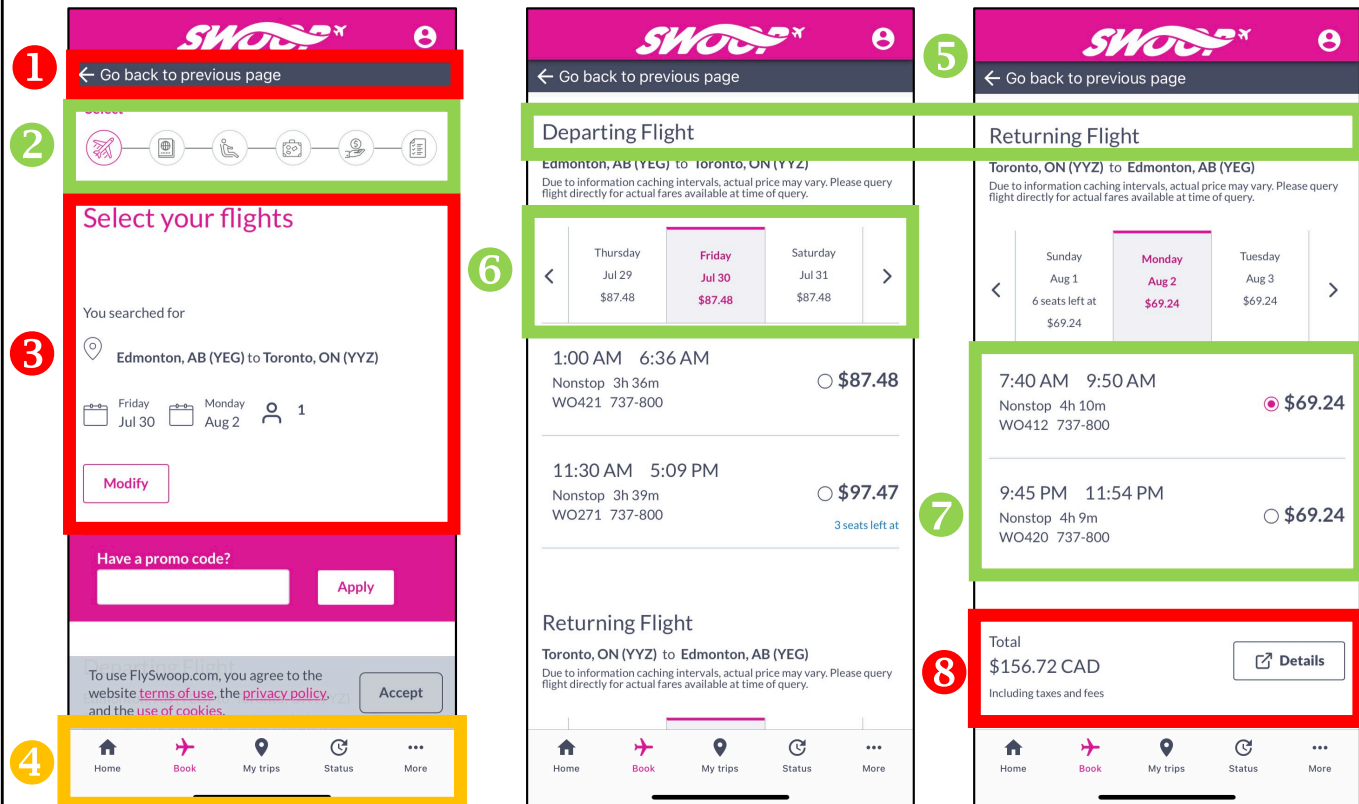 SWOOP
1
← Go back to previous page
2
Select
Select your flights
You searched for
3
Edmonton, AB (YEG) to Toronto, ON (YYZ)
Friday Monday 1
Jul 30 Aug 2
Modify
Have a promo code?
Apply
Departing Flight
To use FlySwoop.com, you agree to the
website terms of use, the privacy policy,
and the use of cookies.
Accept
4
Home Book My trips Status More
SWOOP
← Go back to previous page
Departing Flight
Edmonton, AB (YEG) to Toronto, ON (YYZ)
Due to information caching intervals, actual price may vary. Please query
flight directly for actual fares available at time of query.
6
Thursday Friday Saturday
Jul 29 Jul 30 Jul 31
$87.48 $87.48 $87.48
1:00 AM 6:36 AM
Nonstop 3h 36m $87.48
WO421 737-800
11:30 AM 5:09 PM
Nonstop 3h 39m $97.47
WO271 737-800
3 seats left at
Returning Flight
Toronto, ON (YYZ) to Edmonton, AB (YEG)
Due to information caching intervals, actual price may vary. Please query
flight directly for actual fares available at time of query.
Home Book My trips Status More
SWOOP
5
← Go back to previous page
Returning Flight
Toronto, ON (YYZ) to Edmonton, AB (YEG)
Due to information caching intervals, actual price may vary. Please query
flight directly for actual fares available at time of query.
Sunday Monday Tuesday
Aug 1 Aug 2 Aug 3
6 seats left at $69.24 $69.24
$69.24
7:40 AM 9:50 AM
Nonstop 4h 10m $69.24
WO412 737-800
7
9:45 PM 11:54 PM
Nonstop 4h 9m $69.24
WO420 737-800
8
Total
$156.72 CAD
Details
Including taxes and fees
Home Book My trips Status More